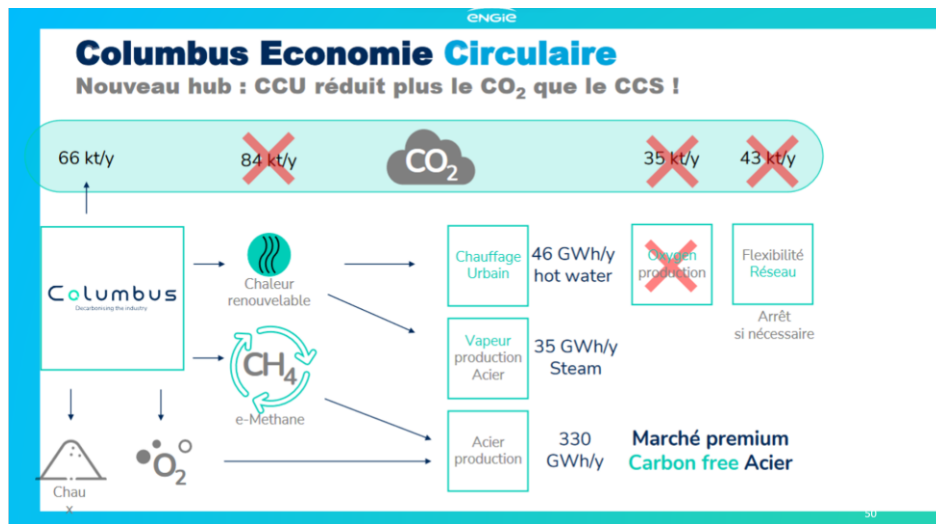 ENGIE
Columbus Economie Circulaire
Nouveau hub : CCU réduit plus le CO₂ que le CCS !
66 kt/y
84 kt/y
CO₂
35 kt/y
43 kt/y
Columbus
Decarbonising the industry
Chaleur
renouvelable
Chauffage
Urbain
46 GWh/y
hot water
Oxygen
production
Flexibilité
Réseau
Arrêt
si nécessaire
CH₄
e-Methane
Vapeur
production
Acier
35 GWh/y
Steam
Chau
x
O₂
Acier
production
330
GWh/y
Marché premium
Carbon free Acier
50